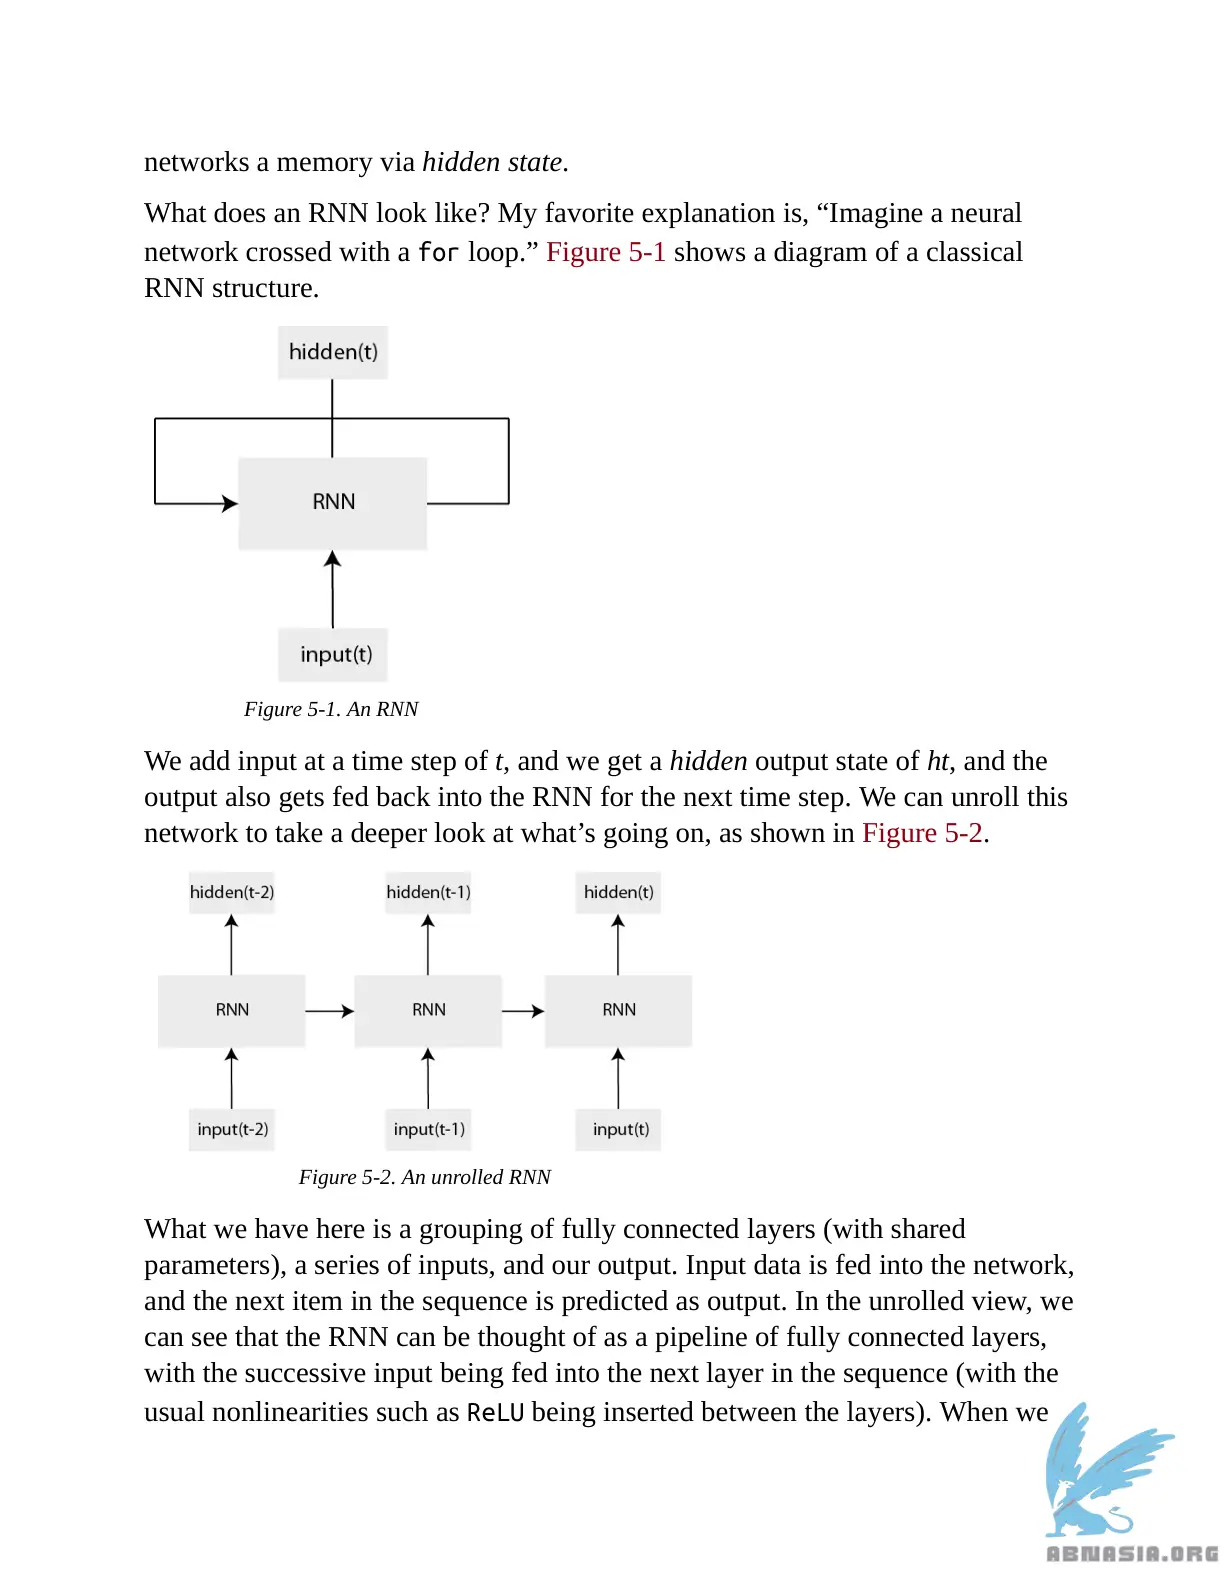 networks a memory via hidden state.
What does an RNN look like? My favorite explanation is, “Imagine a neural
network crossed with a for loop.” Figure 5-1 shows a diagram of a classical
RNN structure.
hidden(t)
RNN
input(t)
Figure 5-1. An RNN
We add input at a time step of t, and we get a hidden output state of ht, and the
output also gets fed back into the RNN for the next time step. We can unroll this
network to take a deeper look at what’s going on, as shown in Figure 5-2.
hidden(t-2) hidden(t-1) hidden(t)
RNN RNN RNN
input(t-2) input(t-1) input(t)
Figure 5-2. An unrolled RNN
What we have here is a grouping of fully connected layers (with shared
parameters), a series of inputs, and our output. Input data is fed into the network,
and the next item in the sequence is predicted as output. In the unrolled view, we
can see that the RNN can be thought of as a pipeline of fully connected layers,
with the successive input being fed into the next layer in the sequence (with the
usual nonlinearities such as ReLU being inserted between the layers). When we
ABNASIA.ORG